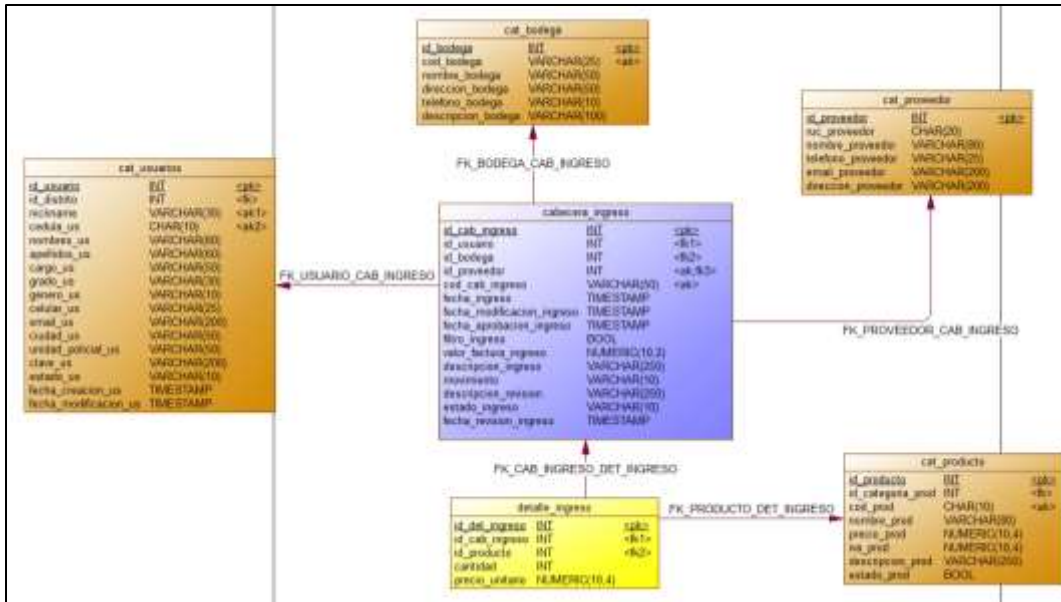 cat_bodega
id_bodega INT <pk>
cod_bodega VARCHAR(25) <ak>
nombre_bodega VARCHAR(50)
direccion_bodega VARCHAR(50)
telefono_bodega VARCHAR(10)
descripcion_bodega VARCHAR(100)
cat_proveedor
id_proveedor INT <pk>
ruc_proveedor CHAR(20)
nombre_proveedor VARCHAR(80)
telefono_proveedor VARCHAR(25)
email_proveedor VARCHAR(200)
direccion_proveedor VARCHAR(200)
FK_BODEGA_CAB_INGRESO
cat_usuarios
id_usuario INT <pk>
id_distrito INT <fk>
nickname VARCHAR(30) <ak1>
cedula_us CHAR(10) <ak2>
nombres_us VARCHAR(60)
apellidos_us VARCHAR(60)
cargo_us VARCHAR(50)
grado_us VARCHAR(30)
genero_us VARCHAR(10)
celular_us VARCHAR(25)
email_us VARCHAR(200)
ciudad_us VARCHAR(50)
unidad_policial_us VARCHAR(50)
clave_us VARCHAR(200)
estado_us VARCHAR(10)
fecha_creacion_us TIMESTAMP
fecha_modificacion_us TIMESTAMP
FK_USUARIO_CAB_INGRESO
cabecera_ingreso
id_cab_ingreso INT <pk>
id_usuario INT <fk1>
id_bodega INT <fk2>
id_proveedor INT <ak,fk3>
cod_cab_ingreso VARCHAR(50) <ak>
fecha_ingreso TIMESTAMP
fecha_modificacion_ingreso TIMESTAMP
fecha_aprobacion_ingreso TIMESTAMP
filtro_ingreso BOOL
valor_factura_ingreso NUMERIC(10,2)
descripcion_ingreso VARCHAR(250)
movimiento VARCHAR(10)
descripcion_revision VARCHAR(250)
estado_ingreso VARCHAR(10)
fecha_revision_ingreso TIMESTAMP
FK_PROVEEDOR_CAB_INGRESO
FK_CAB_INGRESO_DET_INGRESO
detalle_ingreso
id_det_ingreso INT <pk>
id_cab_ingreso INT <fk1>
id_producto INT <fk2>
cantidad INT
precio_unitario NUMERIC(10,4)
FK_PRODUCTO_DET_INGRESO
cat_producto
id_producto INT <pk>
id_categoria_prod INT <fk>
cod_prod CHAR(10) <ak>
nombre_prod VARCHAR(80)
precio_prod NUMERIC(10,4)
iva_prod NUMERIC(10,4)
descripcion_prod VARCHAR(250)
estado_prod BOOL